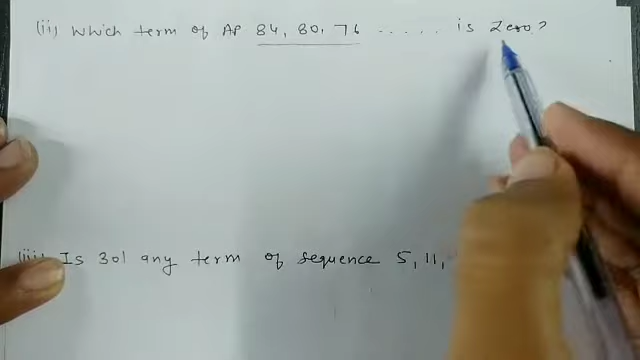 (ii) Which term of AP 84, 80, 76 ..... is Zero?
(iii) Is 301 any term of sequence 5, 11,